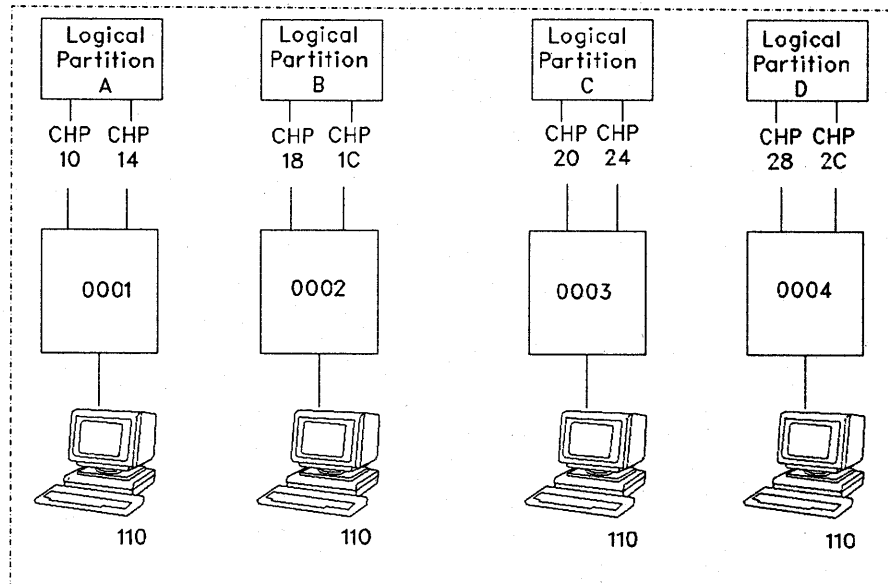 Logical
Partition
A
Logical
Partition
B
Logical
Partition
C
Logical
Partition
D
CHP
10
CHP
14
CHP
18
CHP
1C
CHP
20
CHP
24
CHP
28
CHP
2C
0001
0002
0003
0004
110
110
110
110